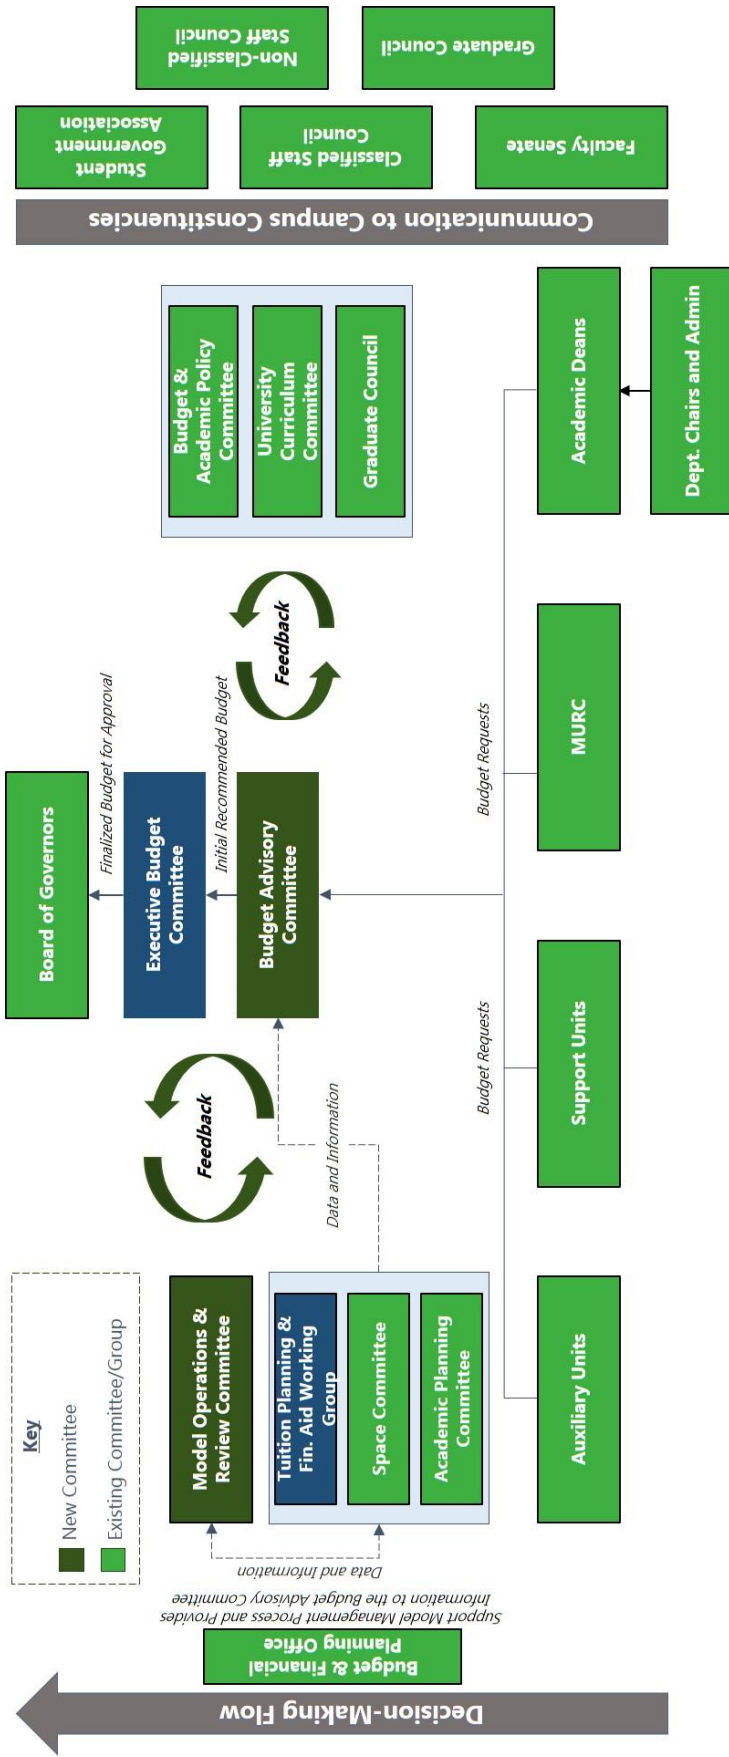 Decision-Making Flow
Budget & Financial
Planning Office
Support Model Management Process and Provides
Information to the Budget Advisory Committee
Data and Information
Key
New Committee
Existing Committee/Group
Model Operations &
Review Committee
Tuition Planning &
Fin. Aid Working
Group
Space Committee
Academic Planning
Committee
Feedback
Data and Information
Board of Governors
Finalized Budget for Approval
Executive Budget
Committee
Initial Recommended Budget
Budget Advisory
Committee
Feedback
Budget &
Academic Policy
Committee
University
Curriculum
Committee
Graduate Council
Budget Requests
Budget Requests
Auxiliary Units
Support Units
MURC
Academic Deans
Dept. Chairs and Admin
Communication to Campus Constituencies
Student
Government
Association
Classified Staff
Council
Faculty Senate
Non-Classified
Staff Council
Graduate Council